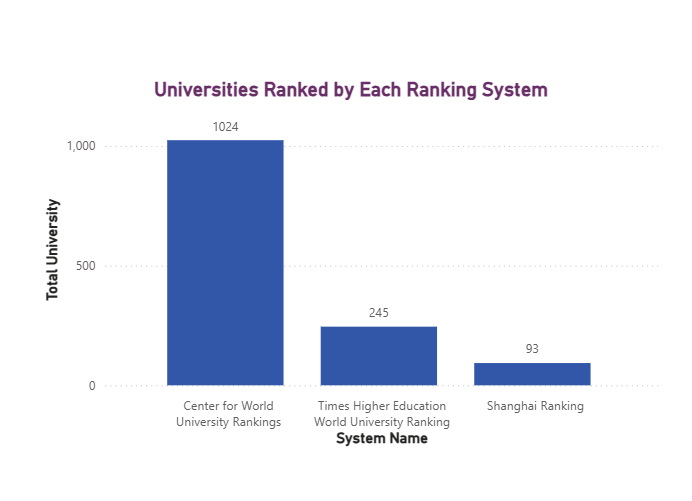 Universities Ranked by Each Ranking System
1024
1,000
Total University
500
245
93
0
Center for World
University Rankings
Times Higher Education
World University Ranking
Shanghai Ranking
System Name